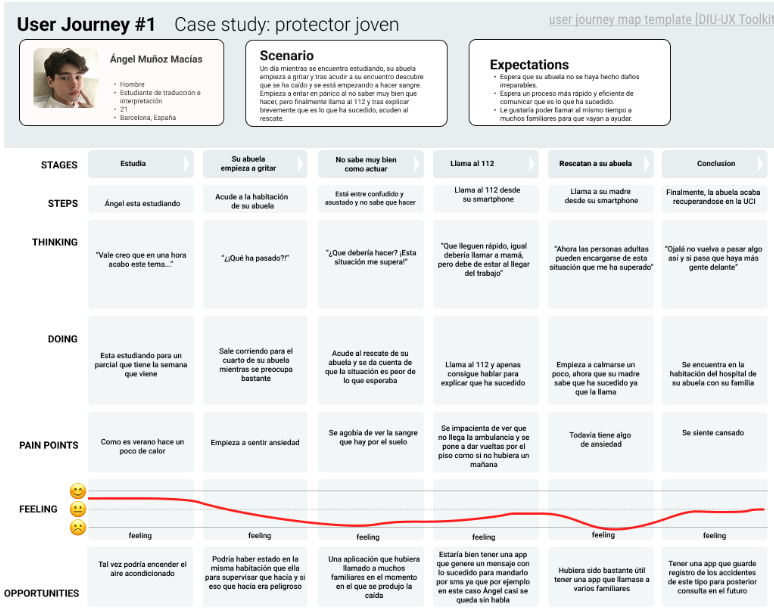 User Journey #1 Case study: protector joven
user journey map template [DIU-UX Toolkit
Ángel Muñoz Macías
• Hombre
• Estudiante de traducción e
interpretación
• 21
• Barcelona, España
Scenario
Un día mientras se encuentra estudiando, su abuela
empieza a gritar y tras acudir a su encuentro descubre
que se ha caído y se está empezando a hacer sangre.
Empieza a entar en pánico al no saber muy bien que
hacer, pero finalmente llama al 112 y tras explicar
brevemente que es lo que ha sucedido, acuden al
rescate.
Expectations
• Espera que su abuela no se haya hecho daños
irreparables.
• Espera un proceso más rápido y eficiente de
comunicar que es lo que ha sucedido.
• Le gustaría poder llamar al mismo tiempo a
muchos familiares para que vayan a ayudar.
STAGES
Estudia
Su abuela
empieza a gritar
No sabe muy bien
como actuar
Llama al 112
Rescatan a su abuela
Conclusion
STEPS
Ángel esta estudiando
Acude a la habitación
de su abuela
Está entre confudido y
asustado y no sabe que hacer
Llama al 112 desde
su smartphone
Llama a su madre
desde su smartphone
Finalmente, la abuela acaba
recuperandose en la UCI
THINKING
"Vale creo que en una hora
acabo este tema..."
"¿¡Qué ha pasado?!"
"¿Que debería hacer? ¡Esta
situación me supera!"
"Que lleguen rápido, igual
debería llamar a mamá,
pero debe de estar al llegar
del trabajo"
"Ahora las personas adultas
pueden encargarse de esta
situación que me ha superado"
"Ojalá no vuelva a pasar algo
así y si pasa que haya más
gente delante"
DOING
Esta estudiando para un
parcial que tiene la semana
que viene
Sale corriendo para el
cuarto de su abuela
mientras se preocupa
bastante
Acude al rescate de su
abuela y se da cuenta de
que la situación es peor de
lo que esperaba
Llama al 112 y apenas
consigue hablar para
explicar que ha sucedido
Empieza a calmarse un
poco, ahora que su madre
sabe que ha sucedido ya
que la llama
Se encuentra en la
habitación del hospital de
su abuela con su familia
PAIN POINTS
Como es verano hace un
poco de calor
Empieza a sentir ansiedad
Se agobia de ver la sangre
que hay por el suelo
Se impacienta de ver que
no llega la ambulancia y se
pone a dar vueltas por el
piso como si no hubiera un
mañana
Todavía tiene algo
de ansiedad
Se siente cansado
FEELING
feeling
feeling
feeling
feeling
feeling
feeling
OPPORTUNITIES
Tal vez podría encender el
aire acondicionado
Podría haber estado en la
misma habitación que ella
para supervisar que hacía y si
eso que hacía era peligroso
Una aplicación que hubiera
llamado a muchos
familiares en el momento
en el que se produjo la
caída
Estaría bien tener una app
que genere un mensaje con
lo sucedido para mandarlo
por sms ya que por ejemplo
en este caso Ángel casi se
queda sin habla
Hubiera sido bastante útil
tener una app que llamase a
varios familiares
Tener una app que guarde
registro de los accidentes
de este tipo para posterior
consulta en el futuro